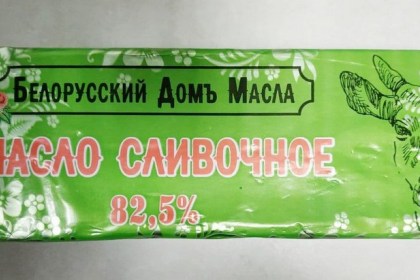 Белорусский Домъ Масла
МАСЛО СЛИВОЧНОЕ
82,5%